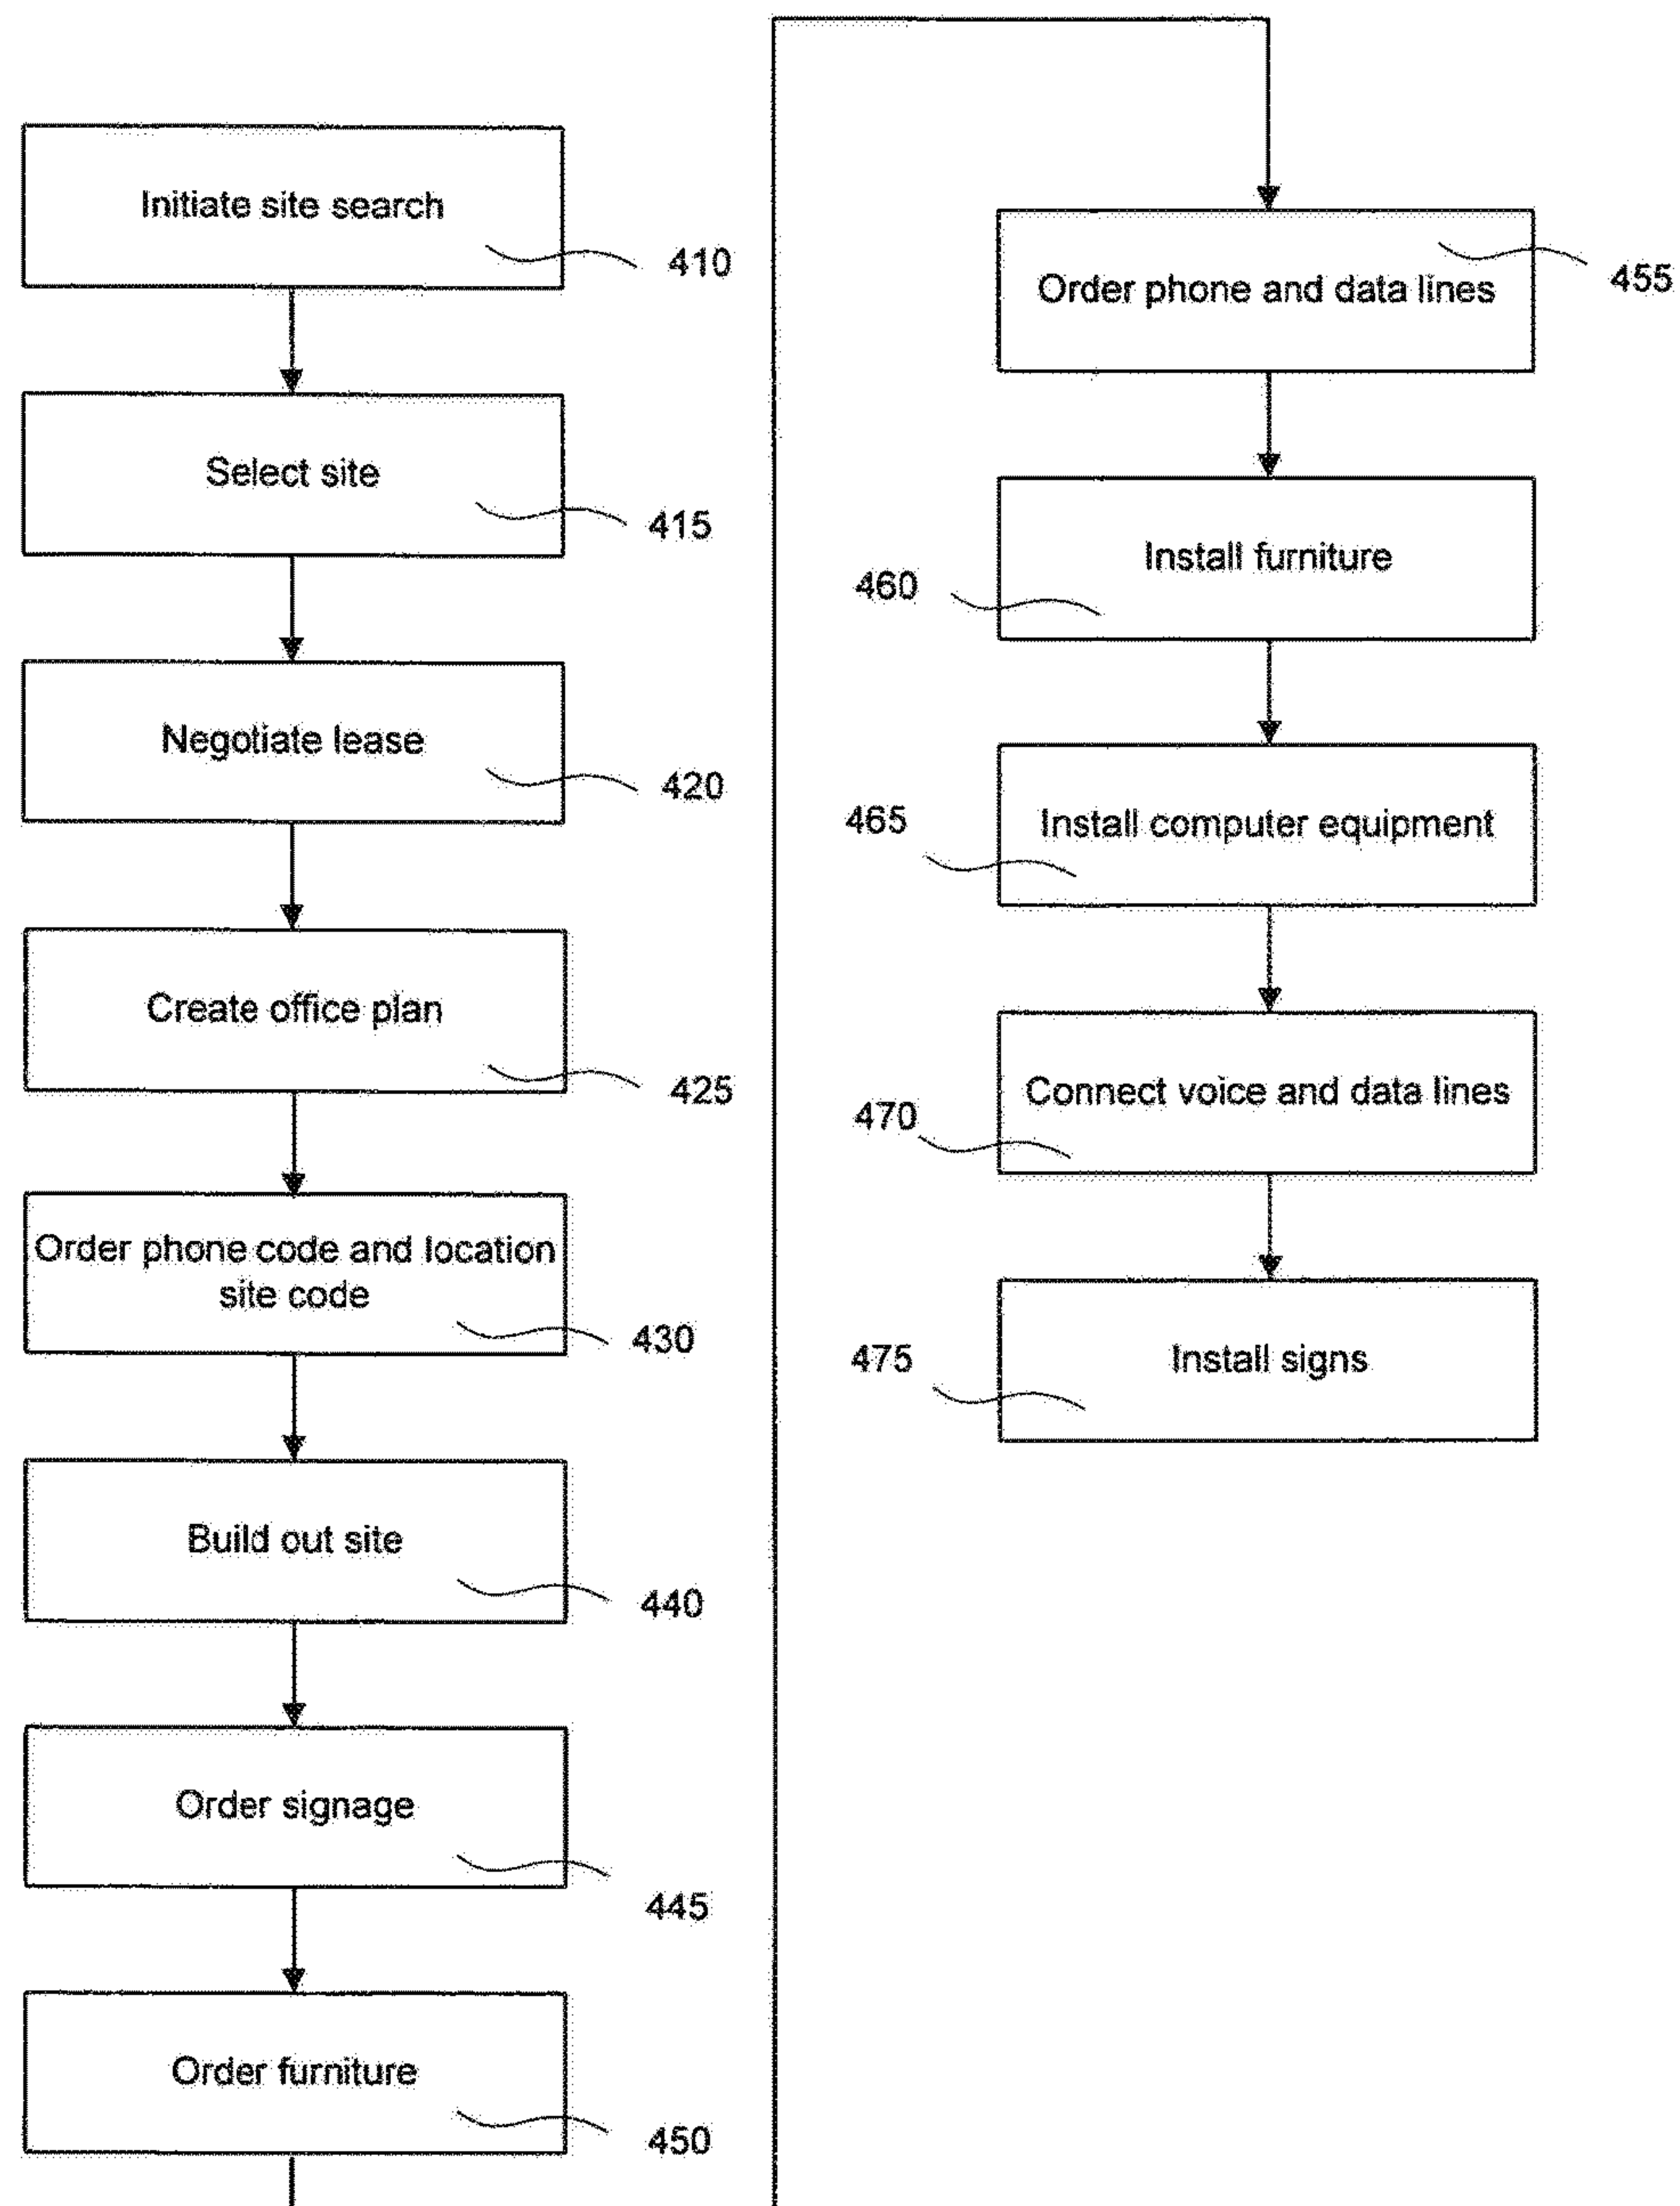 Initiate site search
410
Select site
415
Negotiate lease
420
Create office plan
425
Order phone code and location
site code
430
Build out site
440
Order signage
445
Order furniture
450
Order phone and data lines
455
Install furniture
460
Install computer equipment
465
Connect voice and data lines
470
Install signs
475